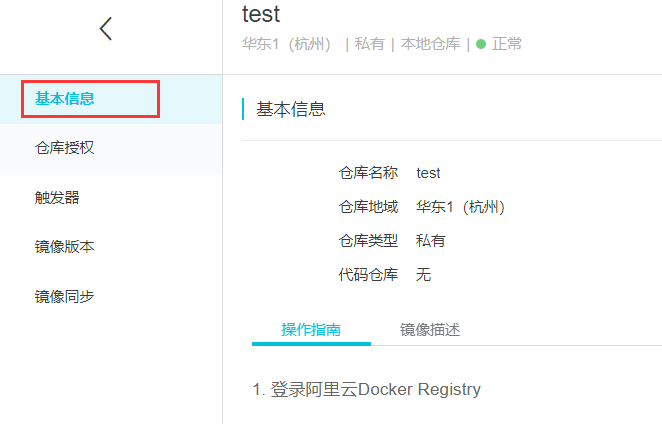 test
华东1（杭州） | 私有 | 本地仓库 | 正常
基本信息
仓库授权
触发器
镜像版本
镜像同步
基本信息
仓库名称 test
仓库地域 华东1（杭州）
仓库类型 私有
代码仓库 无
操作指南 镜像描述
1. 登录阿里云Docker Registry